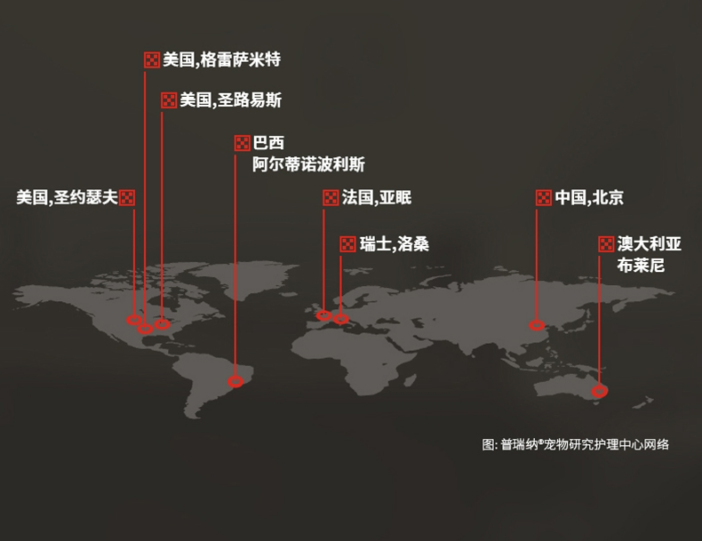 美国,格雷萨米特
美国,圣路易斯
巴西
阿尔蒂诺波利斯
美国,圣约瑟夫
法国,亚眠
中国,北京
瑞士,洛桑
澳大利亚
布莱尼
图: 普瑞纳®宠物研究护理中心网络